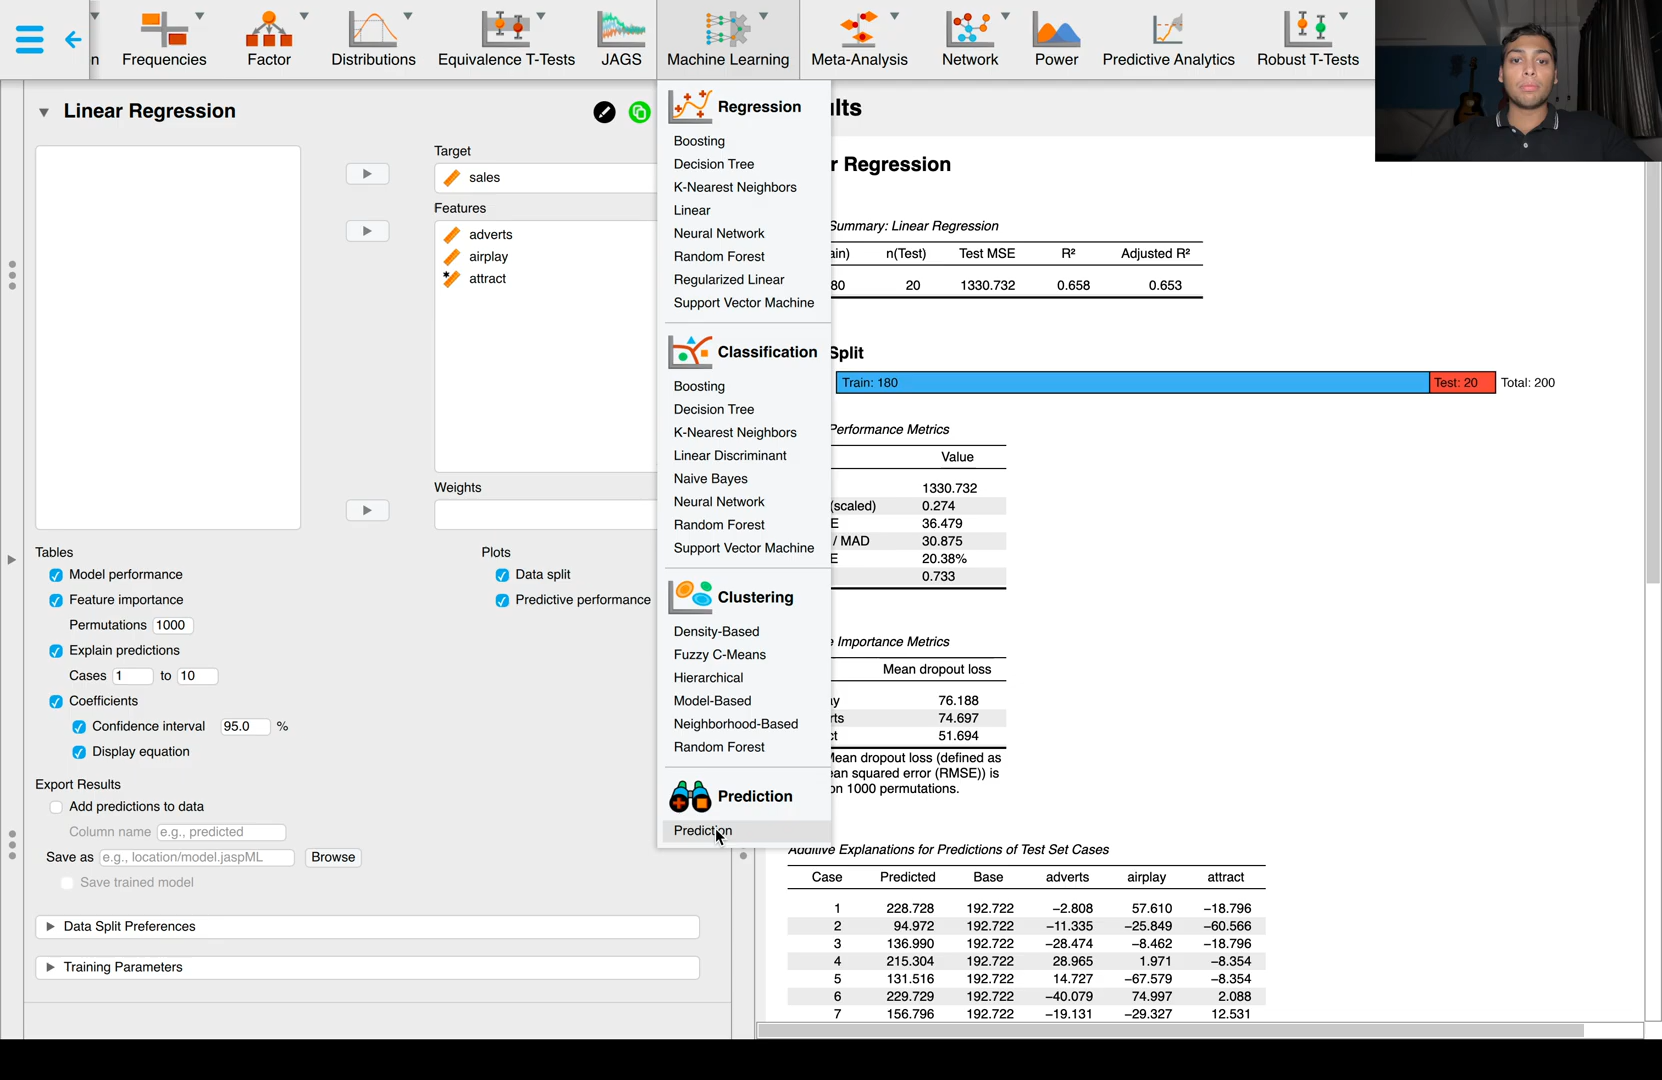 n
Frequencies
Factor
Distributions
Equivalence T-Tests
JAGS
Machine Learning
Meta-Analysis
Network
Power
Predictive Analytics
Robust T-Tests
Linear Regression
Target
sales
Features
adverts
airplay
attract
Weights
Tables
Model performance
Feature importance
Permutations 1000
Explain predictions
Cases 1 to 10
Coefficients
Confidence interval 95.0 %
Display equation
Plots
Data split
Predictive performance
Export Results
Add predictions to data
Column name e.g., predicted
Save as e.g., location/model.jaspML Browse
Save trained model
Data Split Preferences
Training Parameters
Regression
Boosting
Decision Tree
K-Nearest Neighbors
Linear
Neural Network
Random Forest
Regularized Linear
Support Vector Machine
Classification
Boosting
Decision Tree
K-Nearest Neighbors
Linear Discriminant
Naive Bayes
Neural Network
Random Forest
Support Vector Machine
Clustering
Density-Based
Fuzzy C-Means
Hierarchical
Model-Based
Neighborhood-Based
Random Forest
Prediction
Prediction
ults
r Regression
Summary: Linear Regression
ain) n(Test) Test MSE R² Adjusted R²
80 20 1330.732 0.658 0.653
Split
Train: 180 Test: 20 Total: 200
Performance Metrics
Value
1330.732
(scaled) 0.274
E 36.479
/ MAD 30.875
E 20.38%
0.733
e Importance Metrics
Mean dropout loss
ay 76.188
rts 74.697
ct 51.694
Mean dropout loss (defined as
ean squared error (RMSE)) is
on 1000 permutations.
Additive Explanations for Predictions of Test Set Cases
Case Predicted Base adverts airplay attract
1 228.728 192.722 −2.808 57.610 −18.796
2 94.972 192.722 −11.335 −25.849 −60.566
3 136.990 192.722 −28.474 −8.462 −18.796
4 215.304 192.722 28.965 1.971 −8.354
5 131.516 192.722 14.727 −67.579 −8.354
6 229.729 192.722 −40.079 74.997 2.088
7 156.796 192.722 −19.131 −29.327 12.531